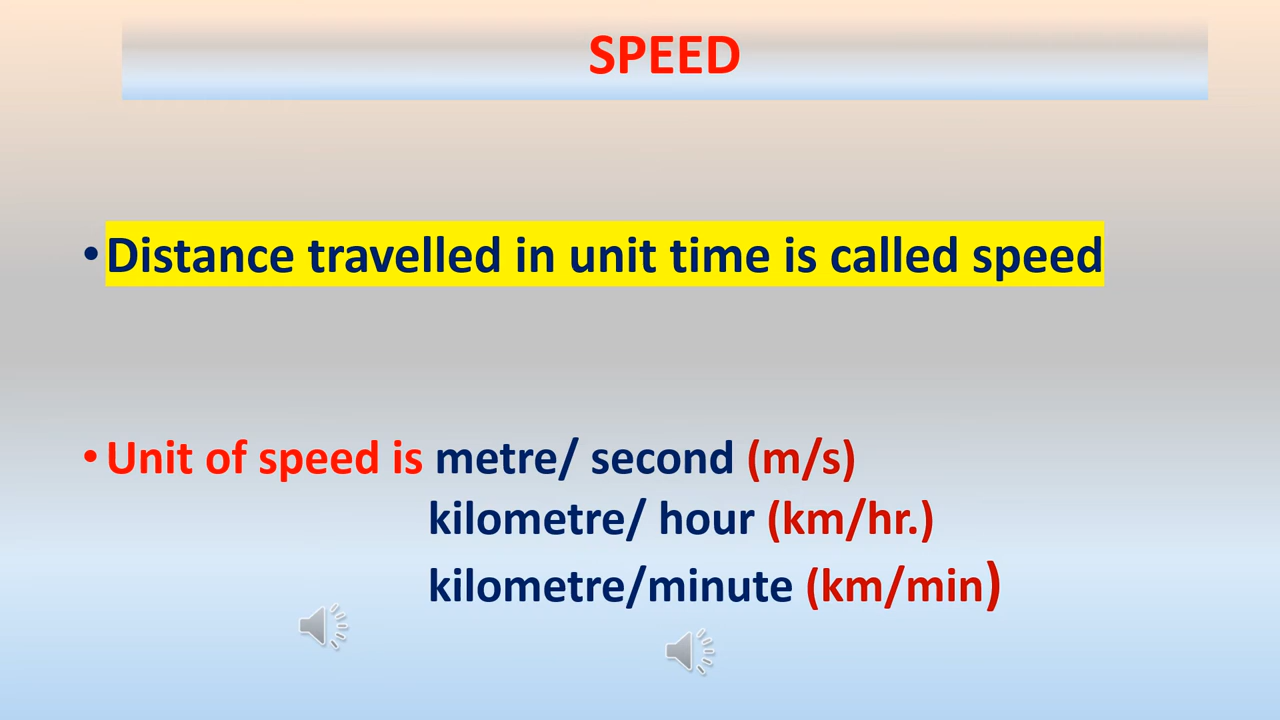 SPEED
•Distance travelled in unit time is called speed
•Unit of speed is metre/ second (m/s)
kilometre/ hour (km/hr.)
kilometre/minute (km/min)